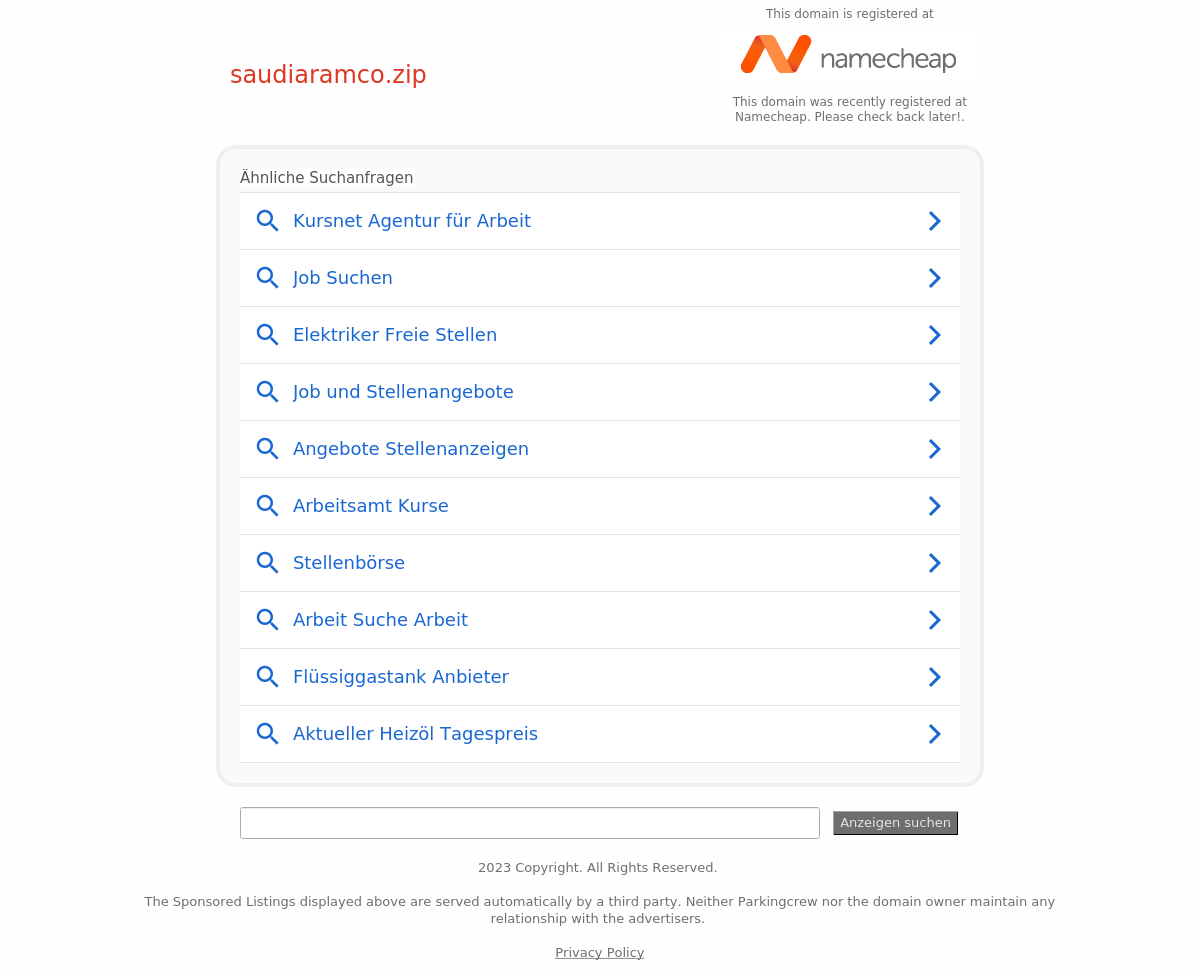 This domain is registered at
namecheap
saudiaramco.zip
This domain was recently registered at
Namecheap. Please check back later!.
Ähnliche Suchanfragen
Kursnet Agentur für Arbeit
Job Suchen
Elektriker Freie Stellen
Job und Stellenangebote
Angebote Stellenanzeigen
Arbeitsamt Kurse
Stellenbörse
Arbeit Suche Arbeit
Flüssiggastank Anbieter
Aktueller Heizöl Tagespreis
Anzeigen suchen
2023 Copyright. All Rights Reserved.
The Sponsored Listings displayed above are served automatically by a third party. Neither Parkingcrew nor the domain owner maintain any
relationship with the advertisers.
Privacy Policy